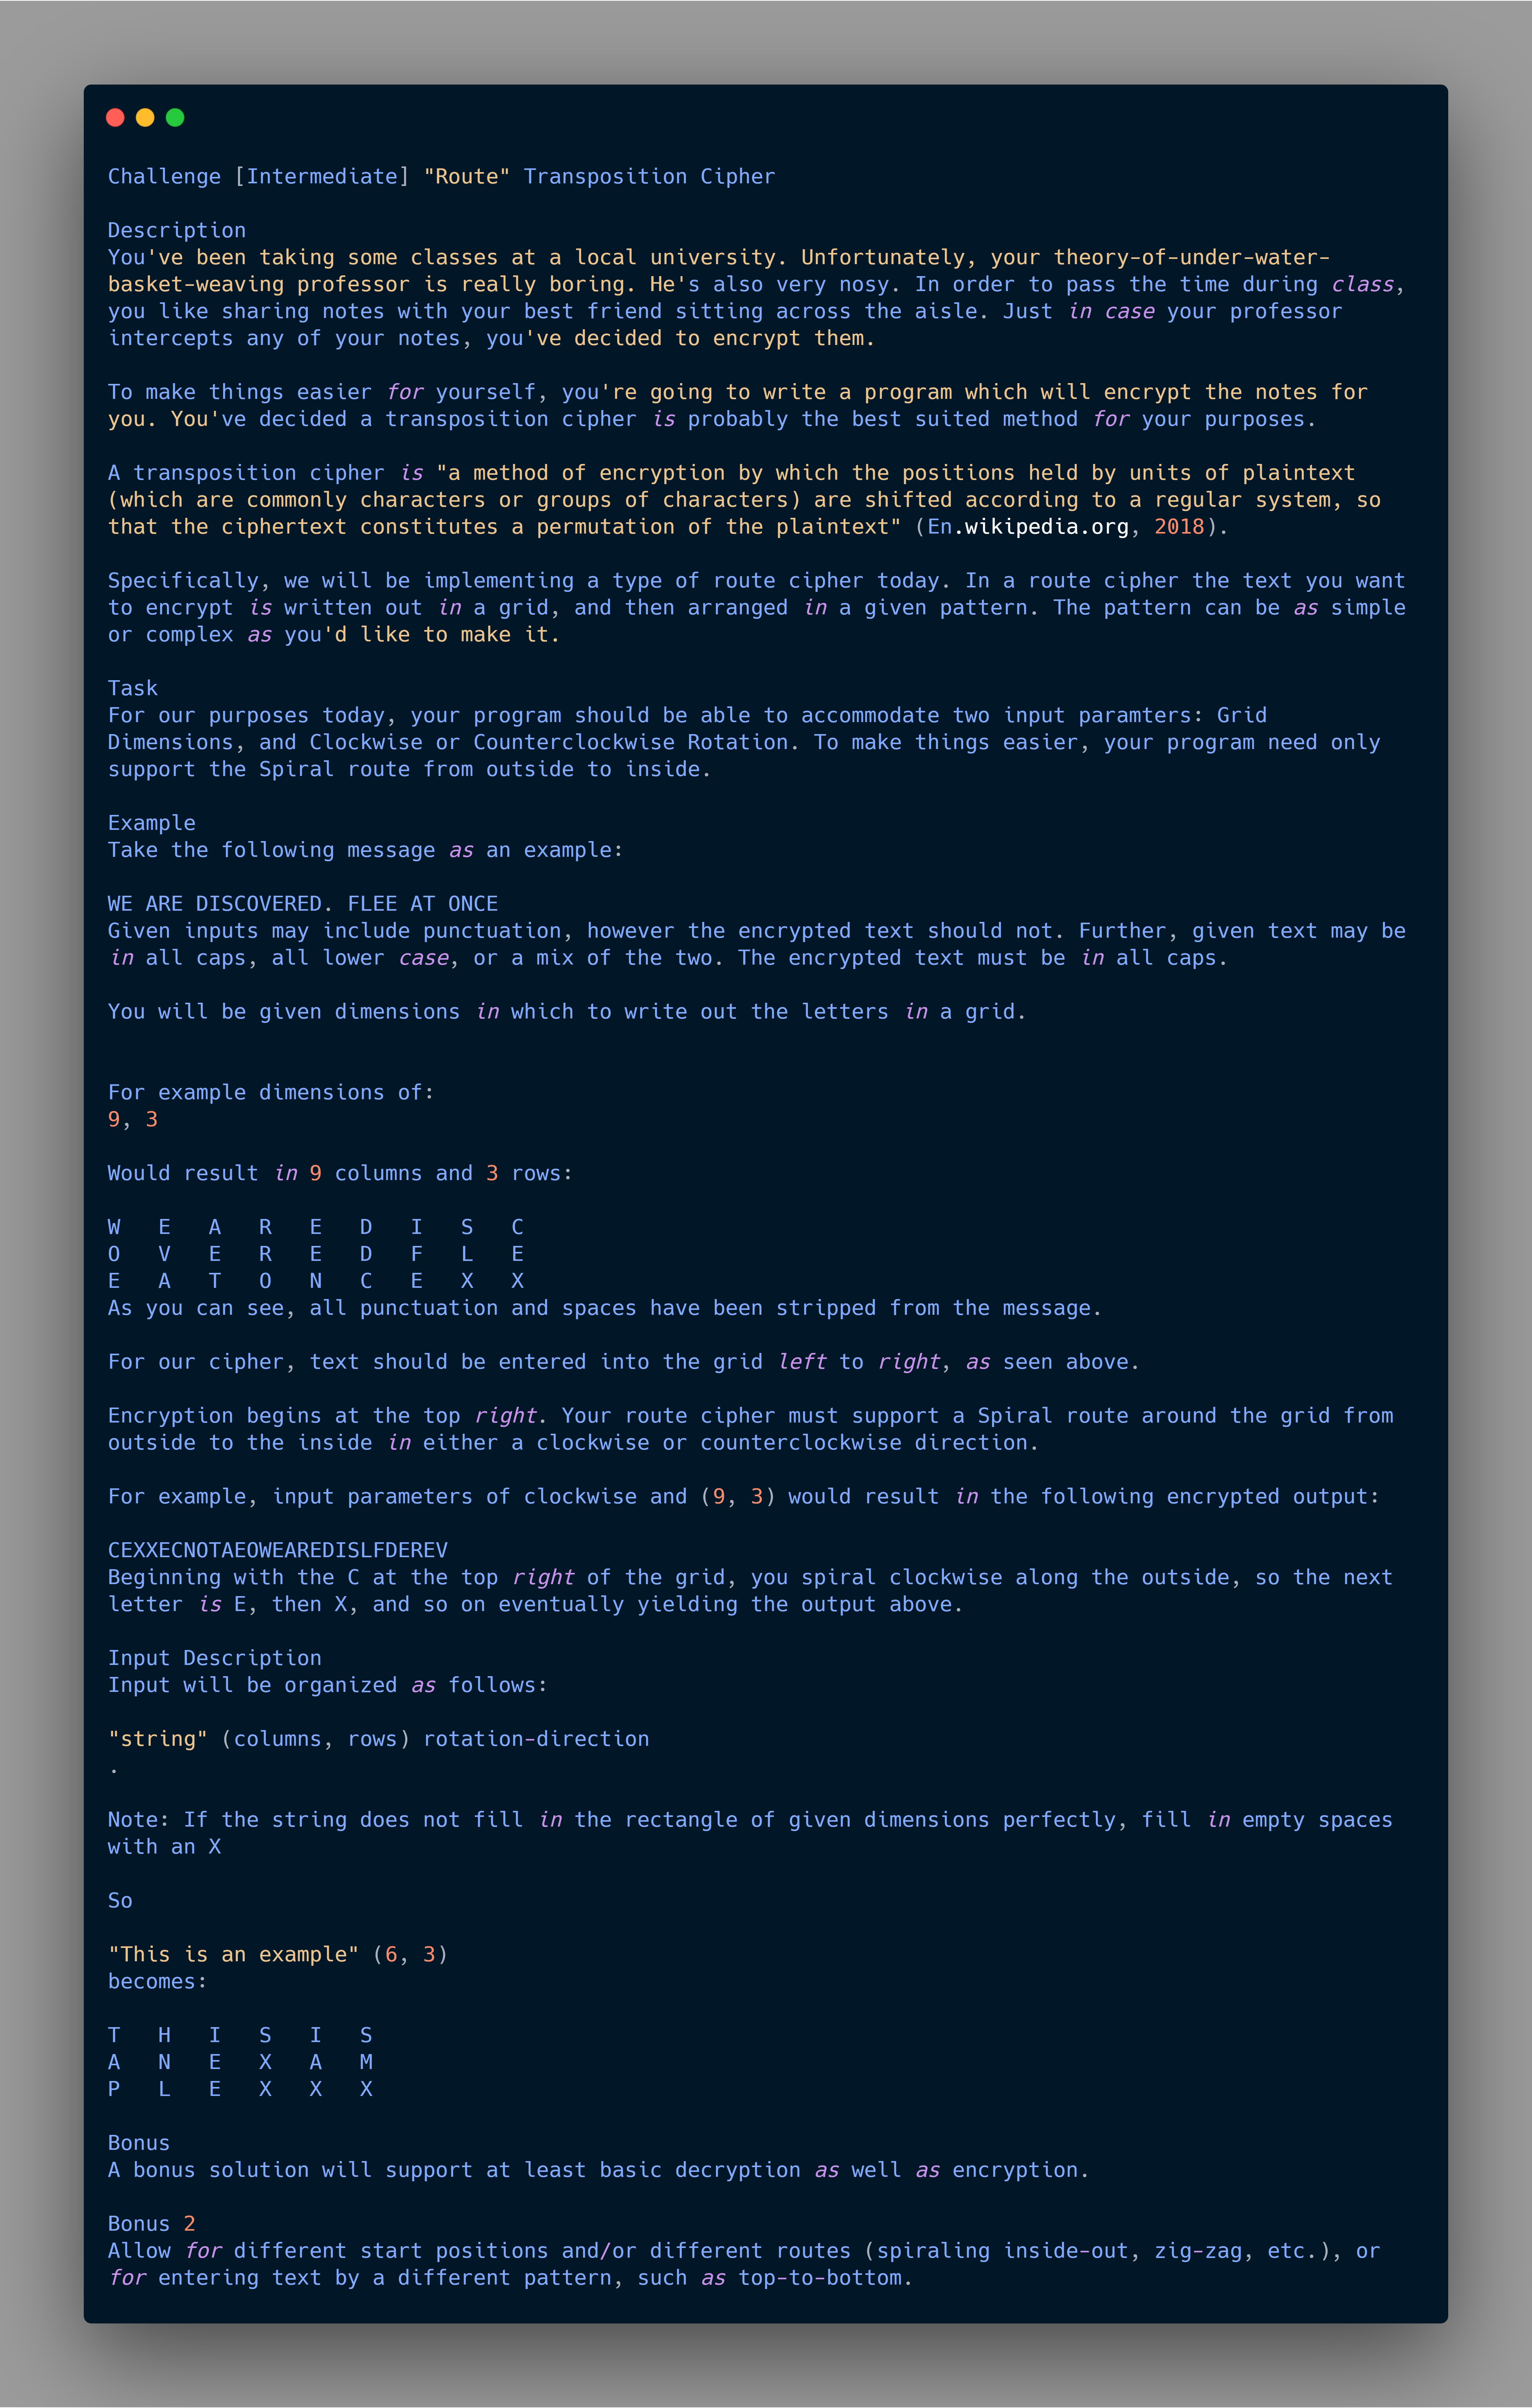 Challenge [Intermediate] "Route" Transposition Cipher
Description
You've been taking some classes at a local university. Unfortunately, your theory-of-under-water-
basket-weaving professor is really boring. He's also very nosy. In order to pass the time during class,
you like sharing notes with your best friend sitting across the aisle. Just in case your professor
intercepts any of your notes, you've decided to encrypt them.
To make things easier for yourself, you're going to write a program which will encrypt the notes for
you. You've decided a transposition cipher is probably the best suited method for your purposes.
A transposition cipher is "a method of encryption by which the positions held by units of plaintext
(which are commonly characters or groups of characters) are shifted according to a regular system, so
that the ciphertext constitutes a permutation of the plaintext" (En.wikipedia.org, 2018).
Specifically, we will be implementing a type of route cipher today. In a route cipher the text you want
to encrypt is written out in a grid, and then arranged in a given pattern. The pattern can be as simple
or complex as you'd like to make it.
Task
For our purposes today, your program should be able to accommodate two input paramters: Grid
Dimensions, and Clockwise or Counterclockwise Rotation. To make things easier, your program need only
support the Spiral route from outside to inside.
Example
Take the following message as an example:
WE ARE DISCOVERED. FLEE AT ONCE
Given inputs may include punctuation, however the encrypted text should not. Further, given text may be
in all caps, all lower case, or a mix of the two. The encrypted text must be in all caps.
You will be given dimensions in which to write out the letters in a grid.
For example dimensions of:
9, 3
Would result in 9 columns and 3 rows:
W   E   A   R   E   D   I   S   C
O   V   E   R   E   D   F   L   E
E   A   T   O   N   C   E   X   X
As you can see, all punctuation and spaces have been stripped from the message.
For our cipher, text should be entered into the grid left to right, as seen above.
Encryption begins at the top right. Your route cipher must support a Spiral route around the grid from
outside to the inside in either a clockwise or counterclockwise direction.
For example, input parameters of clockwise and (9, 3) would result in the following encrypted output:
CEXXECNOTAEOWEAREDISLFDEREV
Beginning with the C at the top right of the grid, you spiral clockwise along the outside, so the next
letter is E, then X, and so on eventually yielding the output above.
Input Description
Input will be organized as follows:
"string" (columns, rows) rotation-direction
.
Note: If the string does not fill in the rectangle of given dimensions perfectly, fill in empty spaces
with an X
So
"This is an example" (6, 3)
becomes:
T   H   I   S   I   S
A   N   E   X   A   M
P   L   E   X   X   X
Bonus
A bonus solution will support at least basic decryption as well as encryption.
Bonus 2
Allow for different start positions and/or different routes (spiraling inside-out, zig-zag, etc.), or
for entering text by a different pattern, such as top-to-bottom.